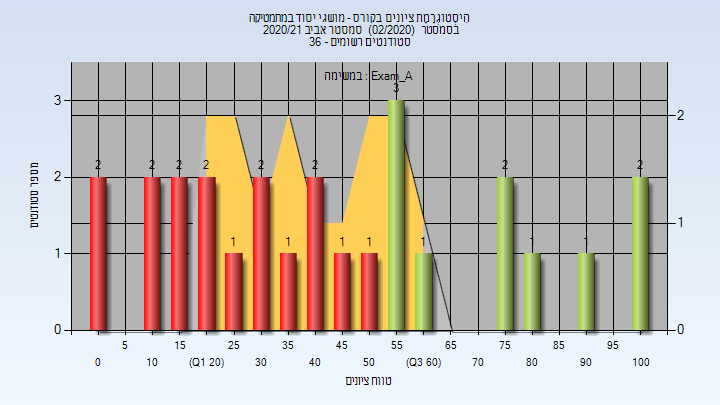 היסטוגרמת ציונים בקורס - מושגי יסוד במתמטיקה
בסמסטר (02/2020) סמסטר אביב 2020/21
סטודנטים רשומים - 36
במשימה : Exam_A
מספר סטודנטים
3
2
1
0
2
1
0
2 2 2 2 1 2 1 2 1 1 3 1 2 1 1 2
5 15 25 35 45 55 65 75 85 95
0 10 (Q1 20) 30 40 50 (Q3 60) 70 80 90 100
טווח ציונים